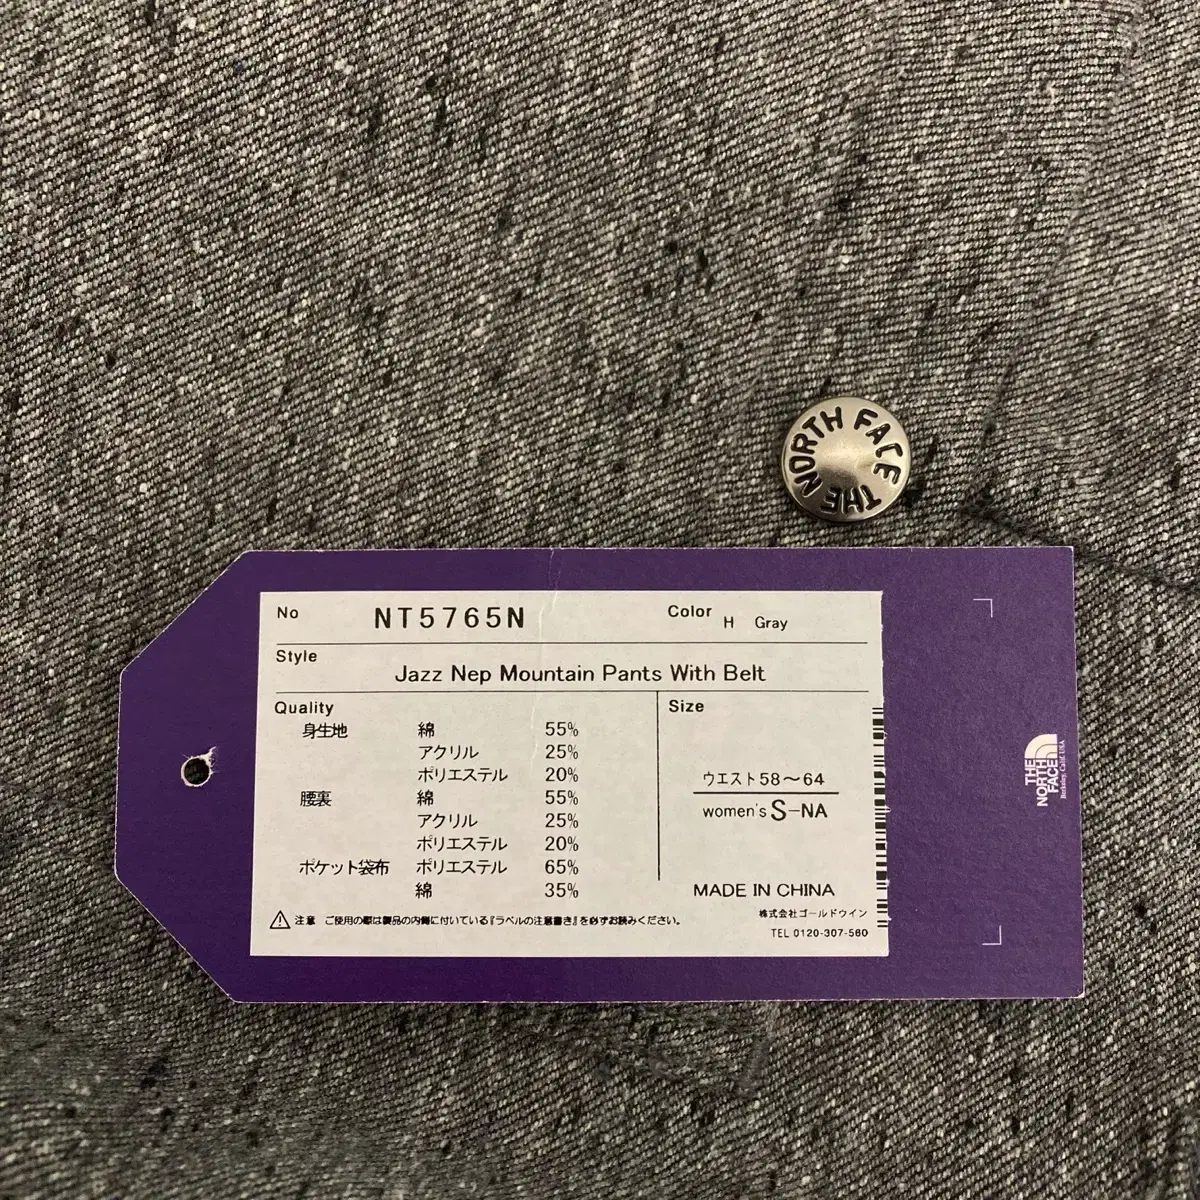 THE NORTH FACE
No NT5765N Color H Gray
Style Jazz Nep Mountain Pants With Belt
Quality
身生地 綿 55%
アクリル 25%
ポリエステル 20%
腰裏 綿 55%
アクリル 25%
ポリエステル 20%
ポケット袋布 ポリエステル 65%
綿 35%
Size
ウエスト58〜64
women's S-NA
MADE IN CHINA
⚠注意 ご使用の際は製品の内側に付いている『ラベルの注意書き』を必ずお読みください。
株式会社ゴールドウイン
TEL 0120-307-560
THE
NORTH
FACE
Berkeley, Calif. USA